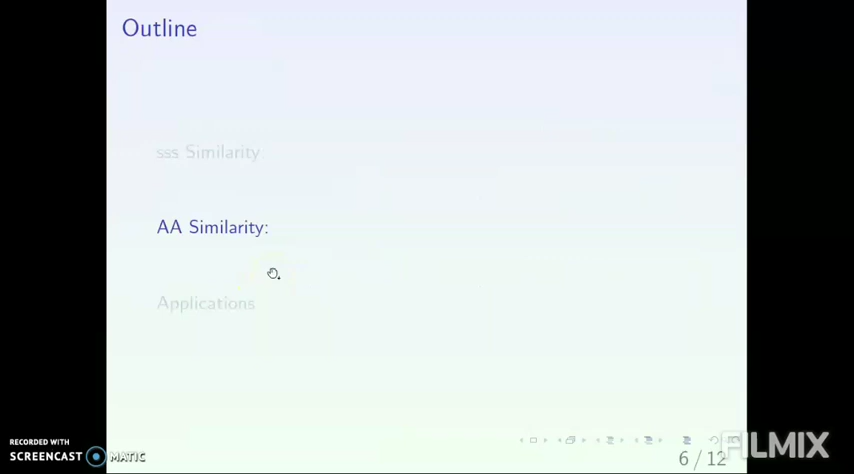 Outline
sss Similarity
AA Similarity:
Applications
RECORDED WITH
SCREENCAST MATIC
FILMIX
6 / 12